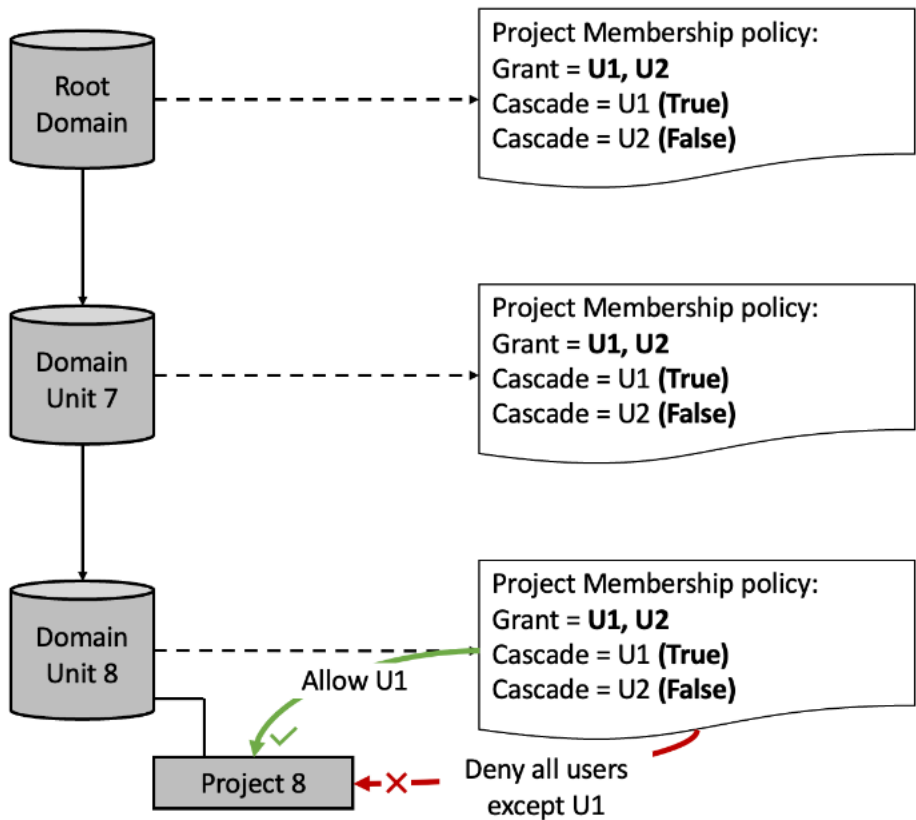 Root
Domain
Project Membership policy:
Grant = U1, U2
Cascade = U1 (True)
Cascade = U2 (False)
Domain
Unit 7
Project Membership policy:
Grant = U1, U2
Cascade = U1 (True)
Cascade = U2 (False)
Domain
Unit 8
Project Membership policy:
Grant = U1, U2
Cascade = U1 (True)
Cascade = U2 (False)
Allow U1
Project 8
Deny all users
except U1